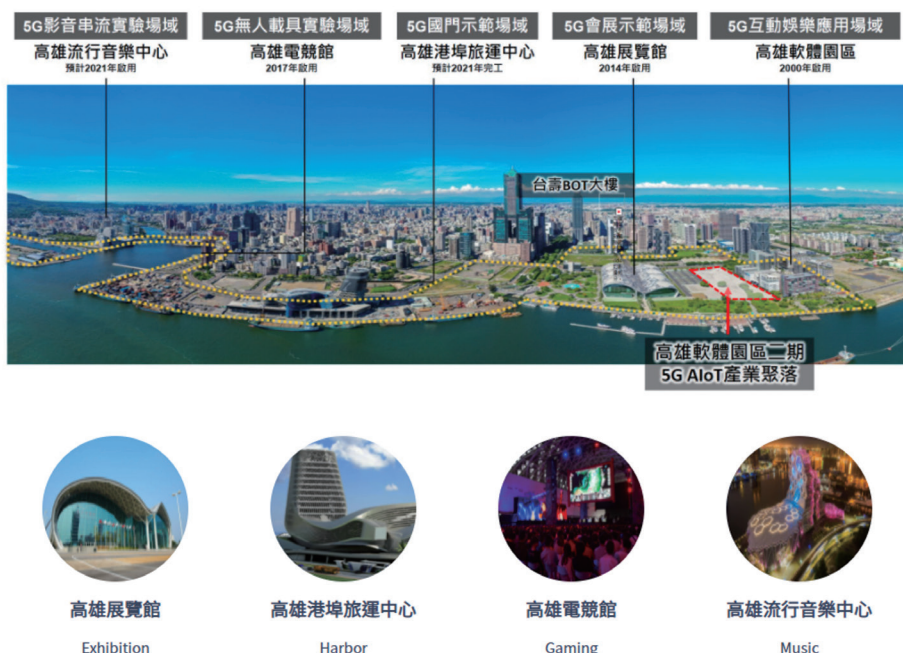 5G影音串流實驗場域
高雄流行音樂中心
預計2021年啟用
5G無人載具實驗場域
高雄電競館
2017年啟用
5G國門示範場域
高雄港埠旅運中心
預計2021年完工
5G會展示範場域
高雄展覽館
2014年啟用
5G互動娛樂應用場域
高雄軟體園區
2000年啟用
台壽BOT大樓
高雄軟體園區二期
5G AIoT產業聚落
高雄展覽館
Exhibition
高雄港埠旅運中心
Harbor
高雄電競館
Gaming
高雄流行音樂中心
Music